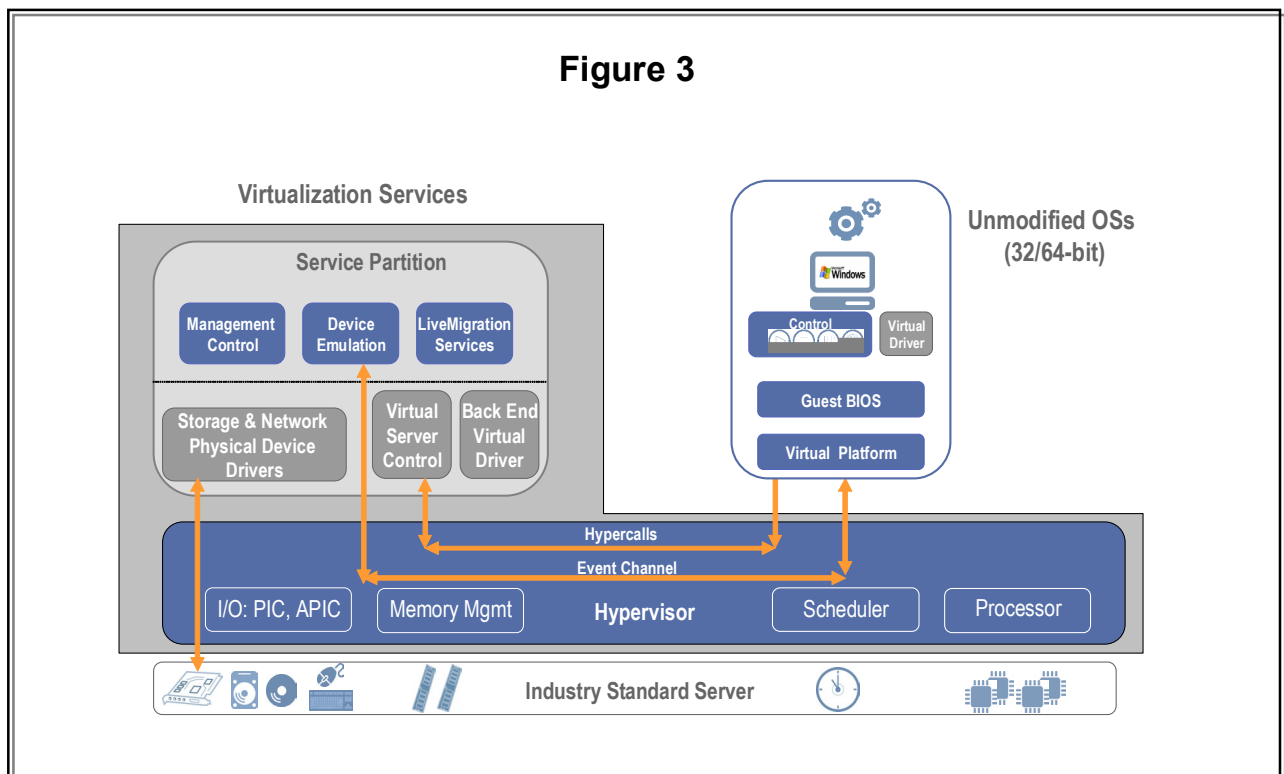 Figure 3
Virtualization Services
Service Partition
Management
Control
Device
Emulation
LiveMigration
Services
Storage & Network
Physical Device
Drivers
Virtual
Server
Control
Back End
Virtual
Driver
Unmodified OSs
(32/64-bit)
Microsoft
Windows
Control
Virtual
Driver
Guest BIOS
Virtual Platform
Hypercalls
Event Channel
I/O: PIC, APIC
Memory Mgmt
Hypervisor
Scheduler
Processor
Industry Standard Server